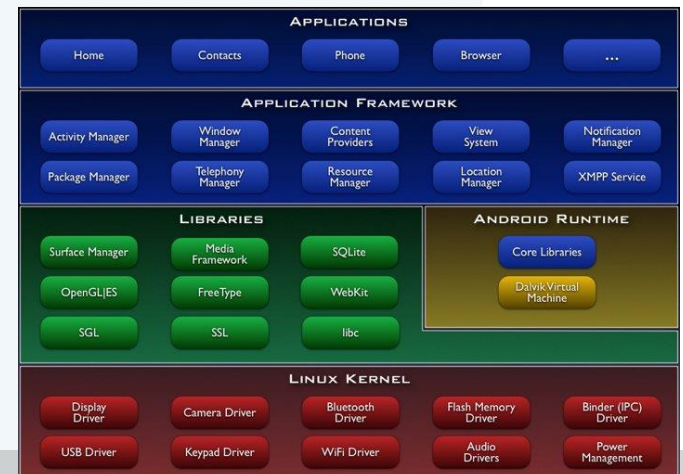 APPLICATIONS
Home Contacts Phone Browser ...
APPLICATION FRAMEWORK
Activity Manager Window Manager Content Providers View System Notification Manager
Package Manager Telephony Manager Resource Manager Location Manager XMPP Service
LIBRARIES
Surface Manager Media Framework SQLite
OpenGL|ES FreeType WebKit
SGL SSL libc
ANDROID RUNTIME
Core Libraries
Dalvik Virtual Machine
LINUX KERNEL
Display Driver Camera Driver Bluetooth Driver Flash Memory Driver Binder (IPC) Driver
USB Driver Keypad Driver WiFi Driver Audio Drivers Power Management